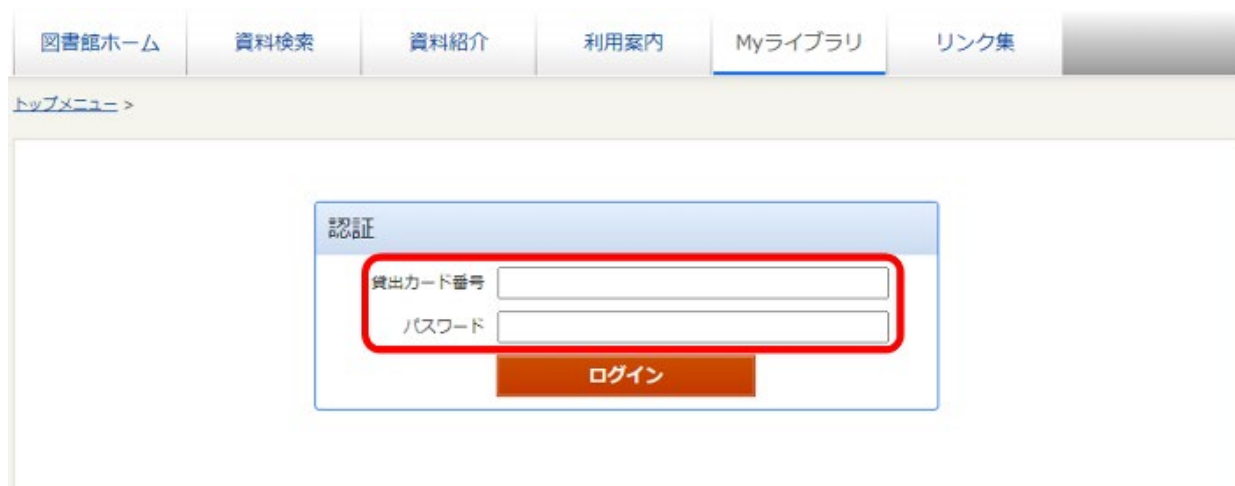 図書館ホーム 資料検索 資料紹介 利用案内 Myライブラリ リンク集
トップメニュー >
認証
貸出カード番号
パスワード
ログイン